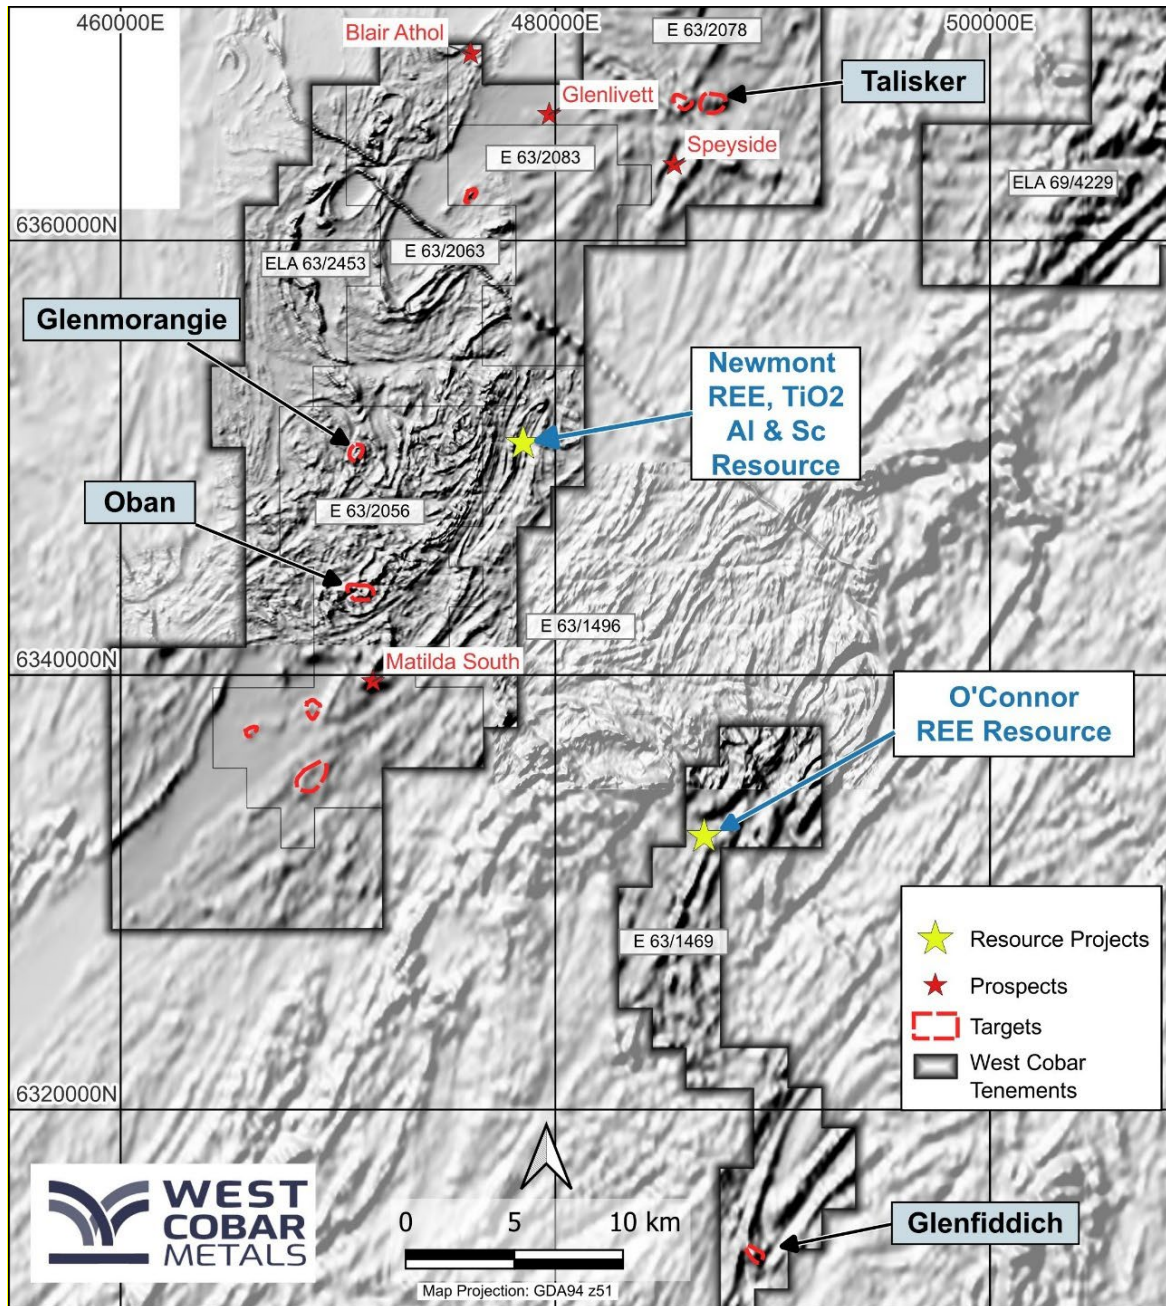 460000E
480000E
500000E
Blair Athol
E 63/2078
Talisker
Glenlivett
E 63/2083
Speyside
ELA 69/4229
6360000N
E 63/2063
ELA 63/2453
Glenmorangie
Newmont
REE, TiO2
Al & Sc
Resource
Oban
E 63/2056
E 63/1496
6340000N
Matilda South
O'Connor
REE Resource
E 63/1469
Resource Projects
Prospects
Targets
West Cobar
Tenements
6320000N
WEST
COBAR
METALS
0 5 10 km
Map Projection: GDA94 z51
Glenfiddich